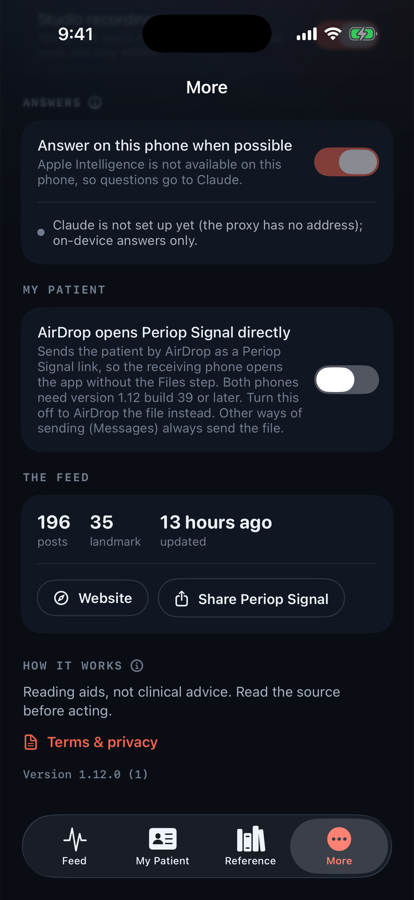 9:41
Studio recording
More
ANSWERS
Answer on this phone when possible
Apple Intelligence is not available on this
phone, so questions go to Claude.
Claude is not set up yet (the proxy has no address);
on-device answers only.
MY PATIENT
AirDrop opens Periop Signal directly
Sends the patient by AirDrop as a Periop
Signal link, so the receiving phone opens
the app without the Files step. Both phones
need version 1.12 build 39 or later. Turn this
off to AirDrop the file instead. Other ways of
sending (Messages) always send the file.
THE FEED
196 35 13 hours ago
posts landmark updated
Website Share Periop Signal
HOW IT WORKS
Reading aids, not clinical advice. Read the source
before acting.
Terms & privacy
Version 1.12.0 (1)
Feed My Patient Reference More